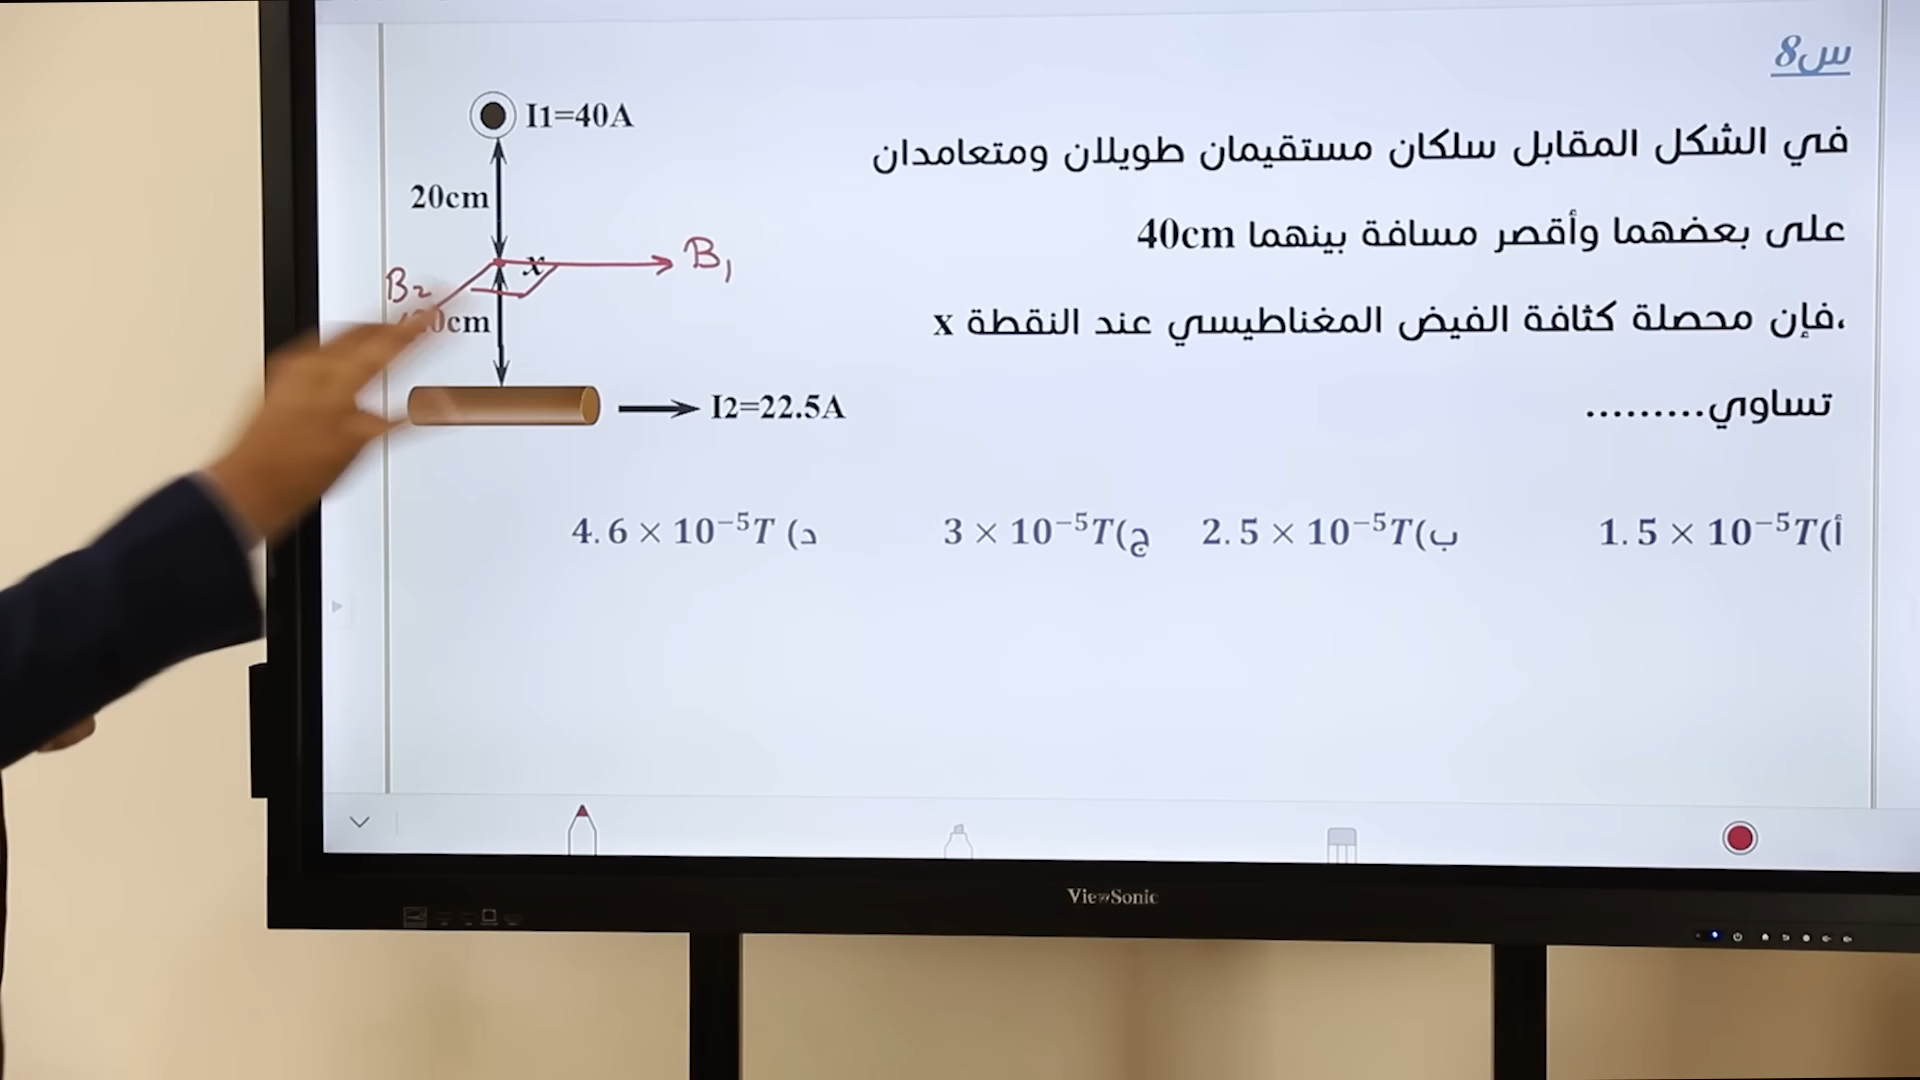 س8
في الشكل المقابل سلكان مستقيمان طويلان ومتعامدان
على بعضهما وأقصر مسافة بينهما 40cm
،فإن محصلة كثافة الفيض المغناطيسي عند النقطة x
تساوي.........
I1=40A
20cm
x
B1
B2
20cm
I2=22.5A
أ) 1.5 × 10⁻⁵T
ب) 2.5 × 10⁻⁵T
ج) 3 × 10⁻⁵T
د) 4.6 × 10⁻⁵T
ViewSonic